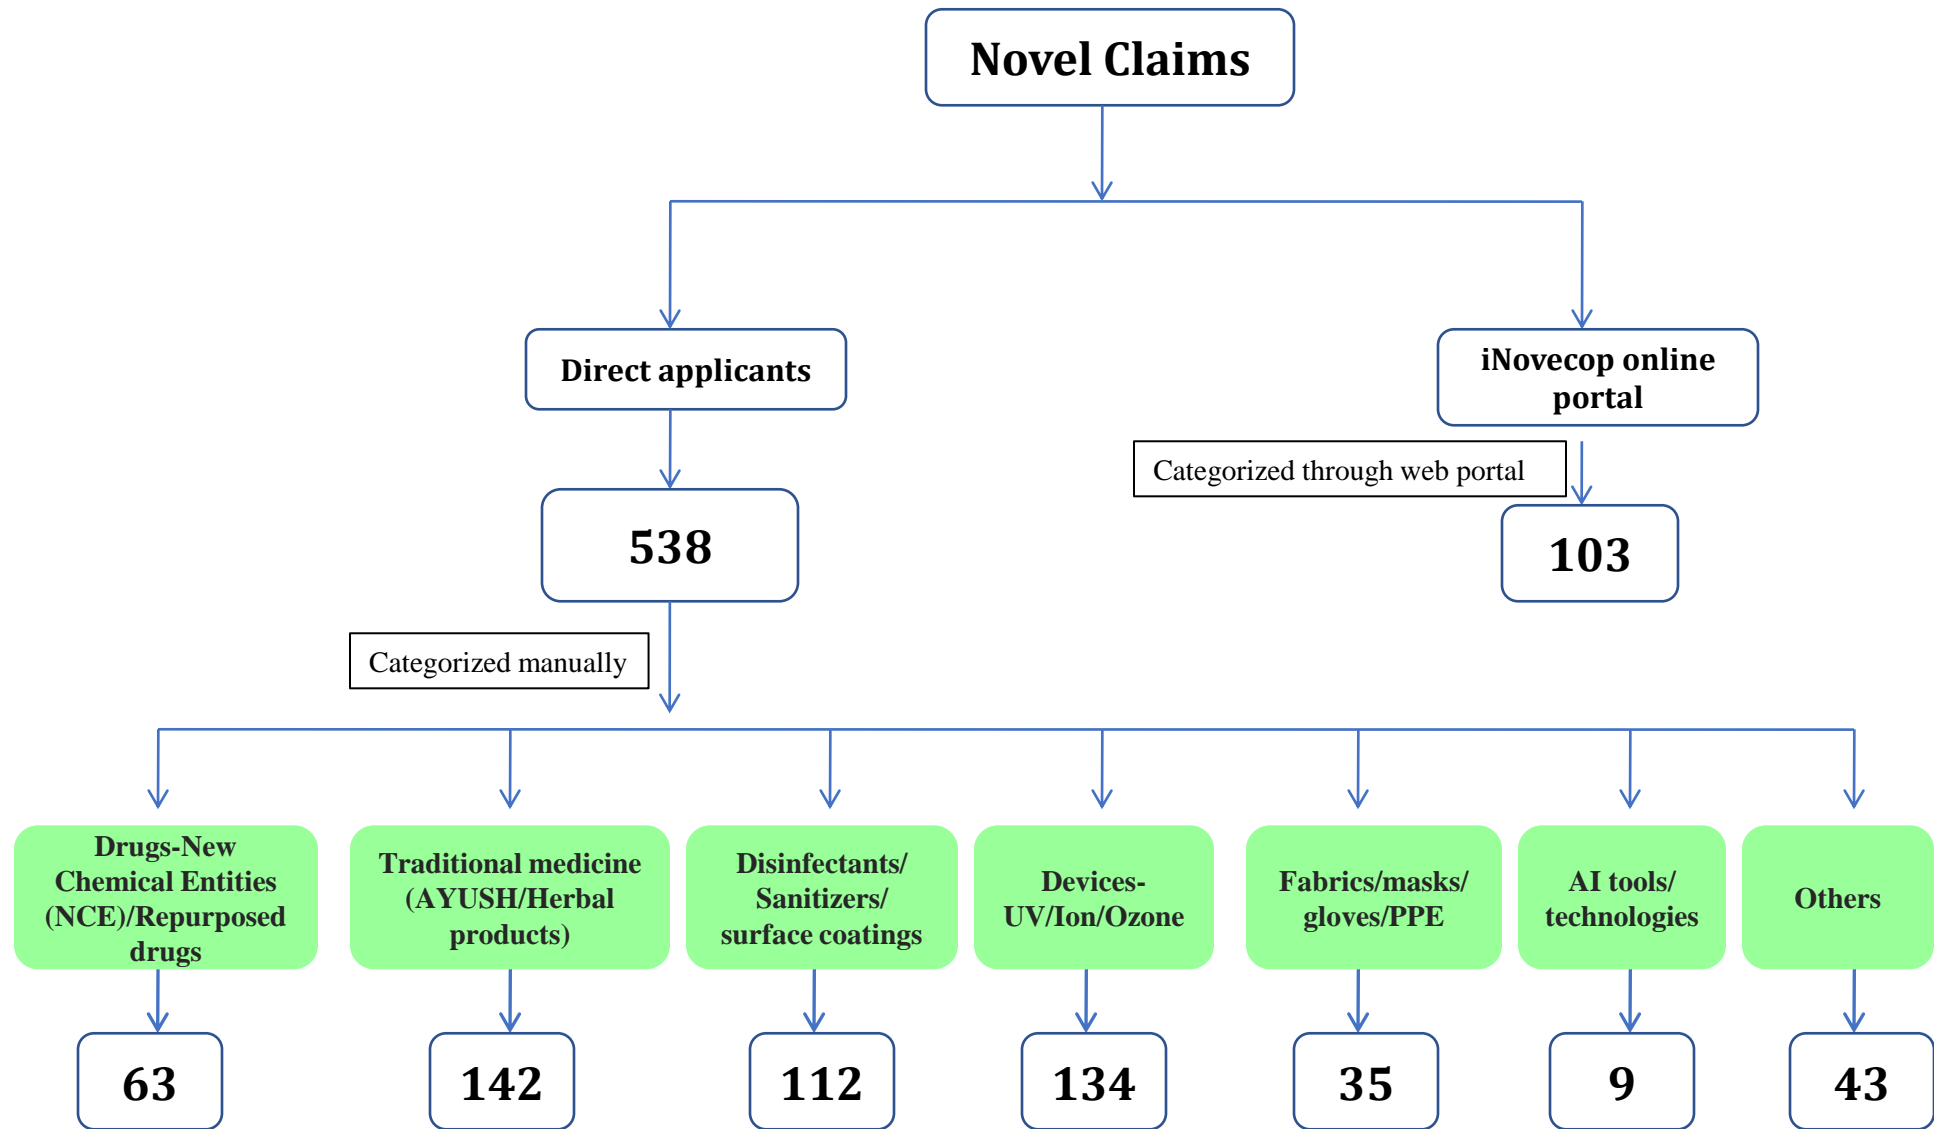 Novel Claims
Direct applicants
iNovecop online
portal
Categorized through web portal
538
103
Categorized manually
Drugs-New
Chemical Entities
(NCE)/Repurposed
drugs
Traditional medicine
(AYUSH/Herbal
products)
Disinfectants/
Sanitizers/
surface coatings
Devices-
UV/Ion/Ozone
Fabrics/masks/
gloves/PPE
AI tools/
technologies
Others
63
142
112
134
35
9
43